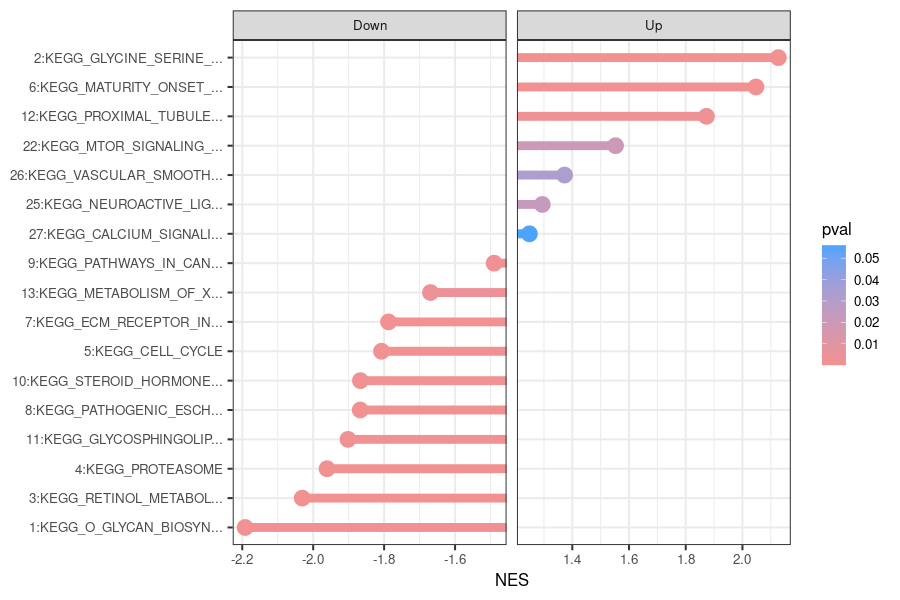 Down
Up
2:KEGG_GLYCINE_SERINE_...
6:KEGG_MATURITY_ONSET_...
12:KEGG_PROXIMAL_TUBULE...
22:KEGG_MTOR_SIGNALING_...
26:KEGG_VASCULAR_SMOOTH...
25:KEGG_NEUROACTIVE_LIG...
27:KEGG_CALCIUM_SIGNALI...
9:KEGG_PATHWAYS_IN_CAN...
13:KEGG_METABOLISM_OF_X...
7:KEGG_ECM_RECEPTOR_IN...
5:KEGG_CELL_CYCLE
10:KEGG_STEROID_HORMONE...
8:KEGG_PATHOGENIC_ESCH...
11:KEGG_GLYCOSPHINGOLIP...
4:KEGG_PROTEASOME
3:KEGG_RETINOL_METABOL...
1:KEGG_O_GLYCAN_BIOSYN...
-2.2 -2.0 -1.8 -1.6
1.4 1.6 1.8 2.0
NES
pval
0.05
0.04
0.03
0.02
0.01